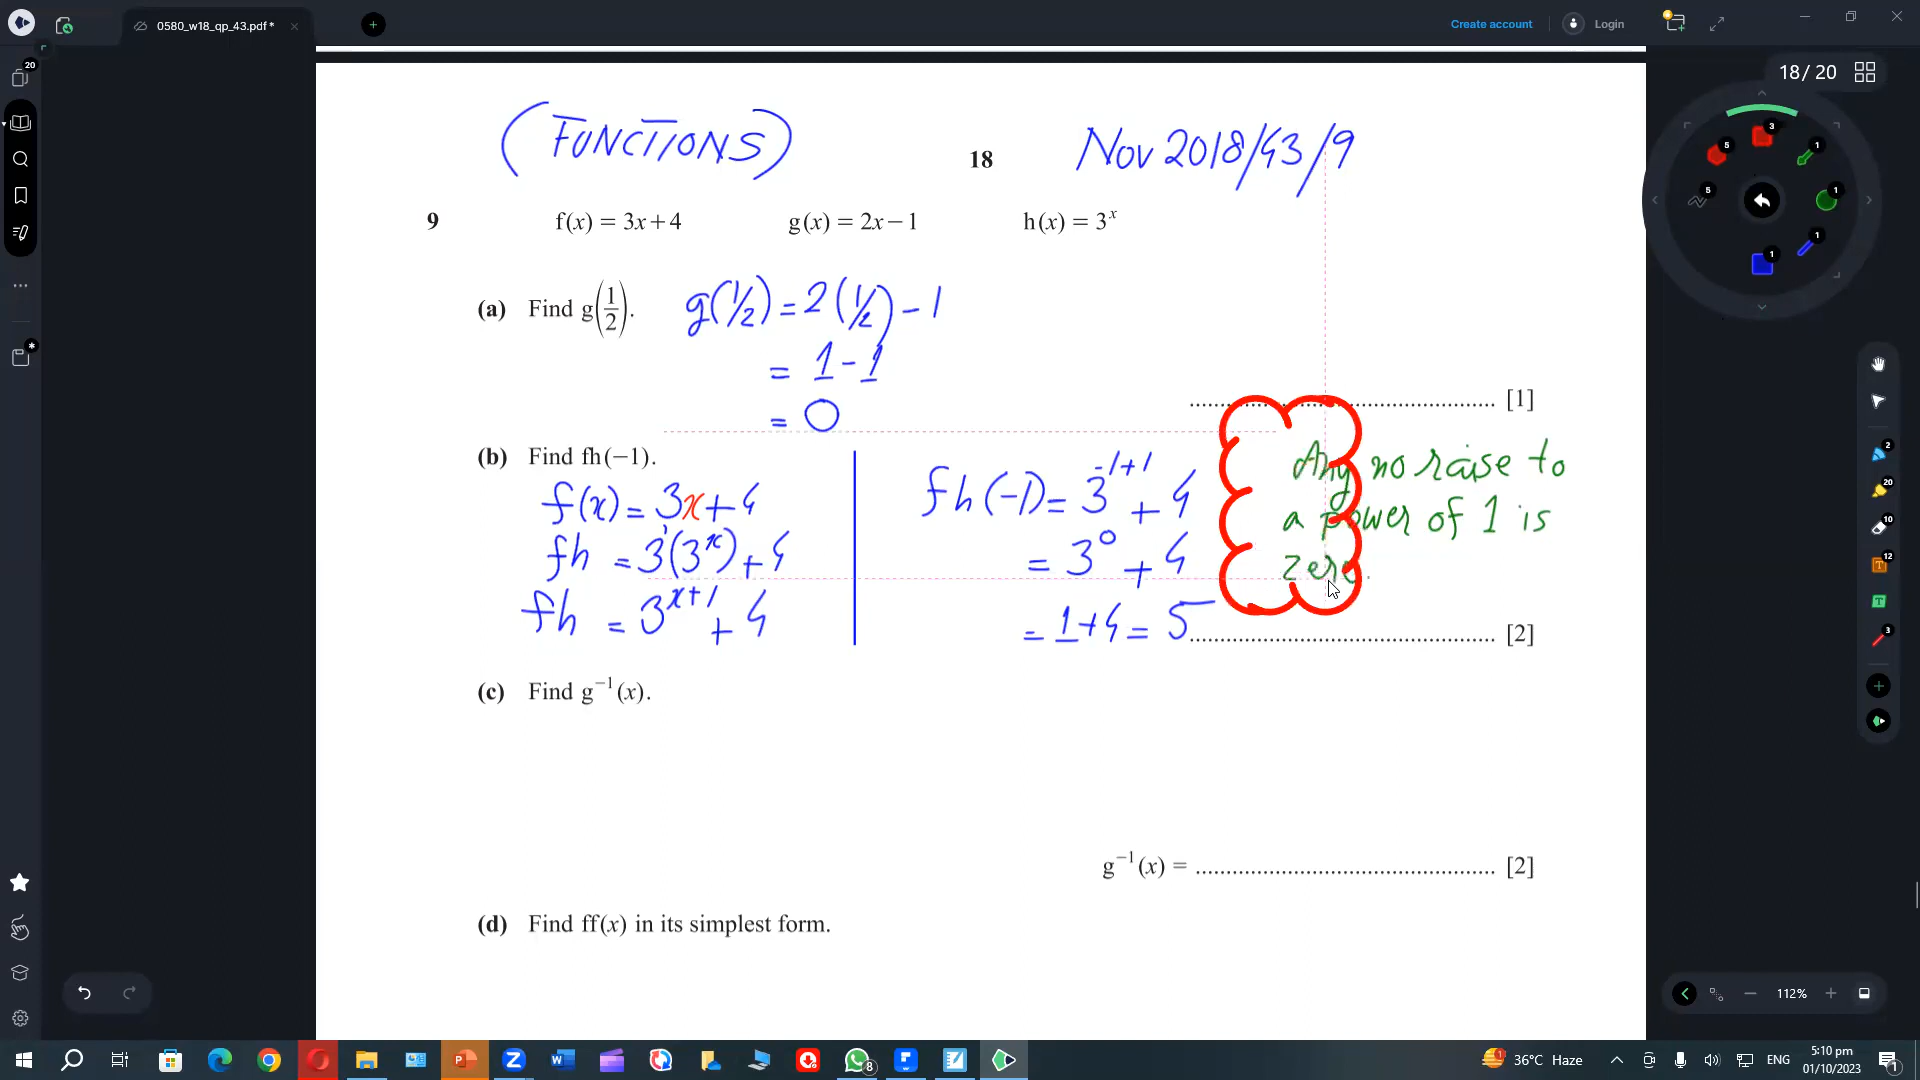 0580_w18_qp_43.pdf*
Create account
Login
18/ 20
(FUNCTIONS)
18
Nov 2018/43/9
9 f(x) = 3x+4 g(x) = 2x−1 h(x) = 3^x
(a) Find g(1/2).
g(1/2) = 2(1/2) - 1
= 1 - 1
= 0
[1]
(b) Find fh(−1).
f(x) = 3x+4
fh = 3^1(3^x)+4
fh = 3^(x+1) + 4
fh(-1) = 3^(-1+1) + 4
= 3^0 + 4
= 1+4 = 5
Any no raise to
a power of 1 is
zero.
[2]
(c) Find g^−1(x).
g^−1(x) = [2]
(d) Find ff(x) in its simplest form.
112%
36°C Haze
ENG
5:10 pm
01/10/2023